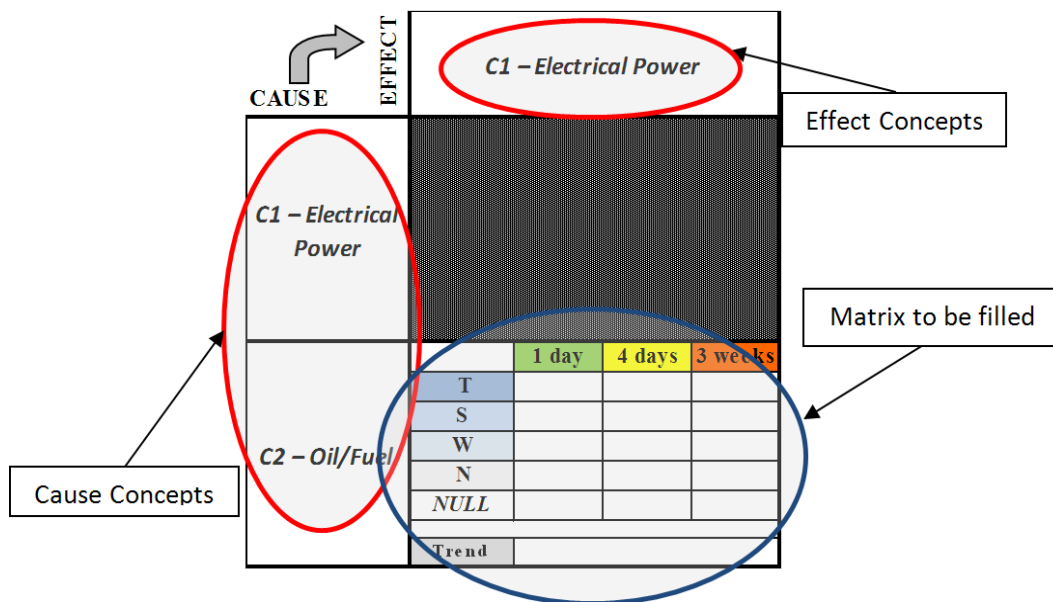 CAUSE
EFFECT
C1 – Electrical Power
Effect Concepts
C1 – Electrical
Power
Matrix to be filled
1 day 4 days 3 weeks
T
S
W
N
NULL
Trend
C2 – Oil/Fuel
Cause Concepts